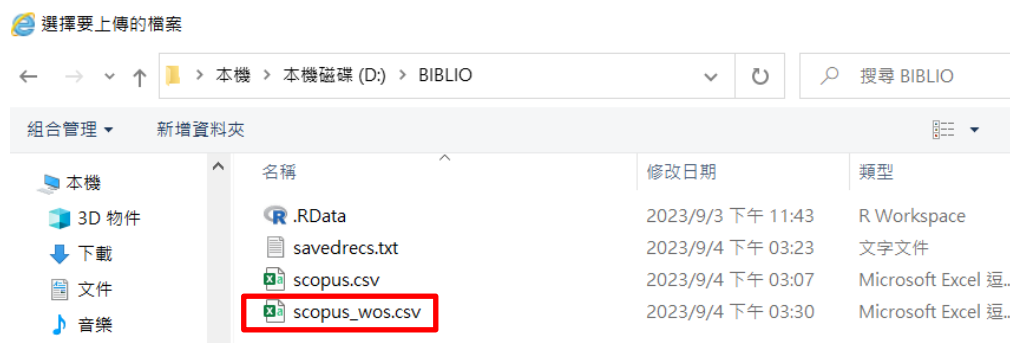 選擇要上傳的檔案
本機 > 本機磁碟 (D:) > BIBLIO
搜尋 BIBLIO
組合管理 新增資料夾
名稱 修改日期 類型
本機
3D 物件
下載
文件
音樂
.RData 2023/9/3 下午 11:43 R Workspace
savedrecs.txt 2023/9/4 下午 03:23 文字文件
scopus.csv 2023/9/4 下午 03:07 Microsoft Excel 逗...
scopus_wos.csv 2023/9/4 下午 03:30 Microsoft Excel 逗...